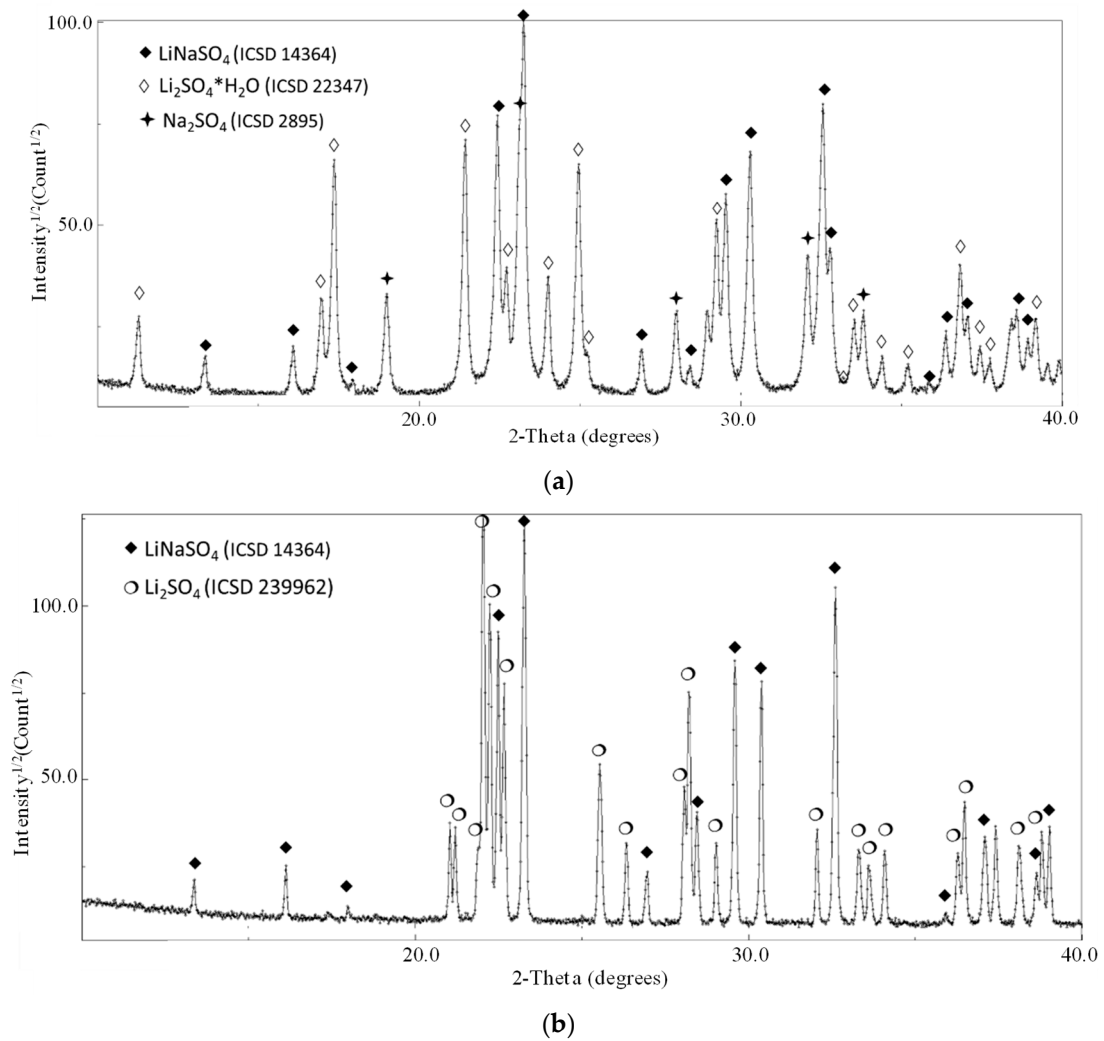 100.0
LiNaSO4 (ICSD 14364)
Li2SO4*H2O (ICSD 22347)
Na2SO4 (ICSD 2895)
50.0
Intensity1/2(Count1/2)
20.0 30.0 40.0
2-Theta (degrees)
(a)
LiNaSO4 (ICSD 14364)
Li2SO4 (ICSD 239962)
100.0
50.0
Intensity1/2(Count1/2)
20.0 30.0 40.0
2-Theta (degrees)
(b)